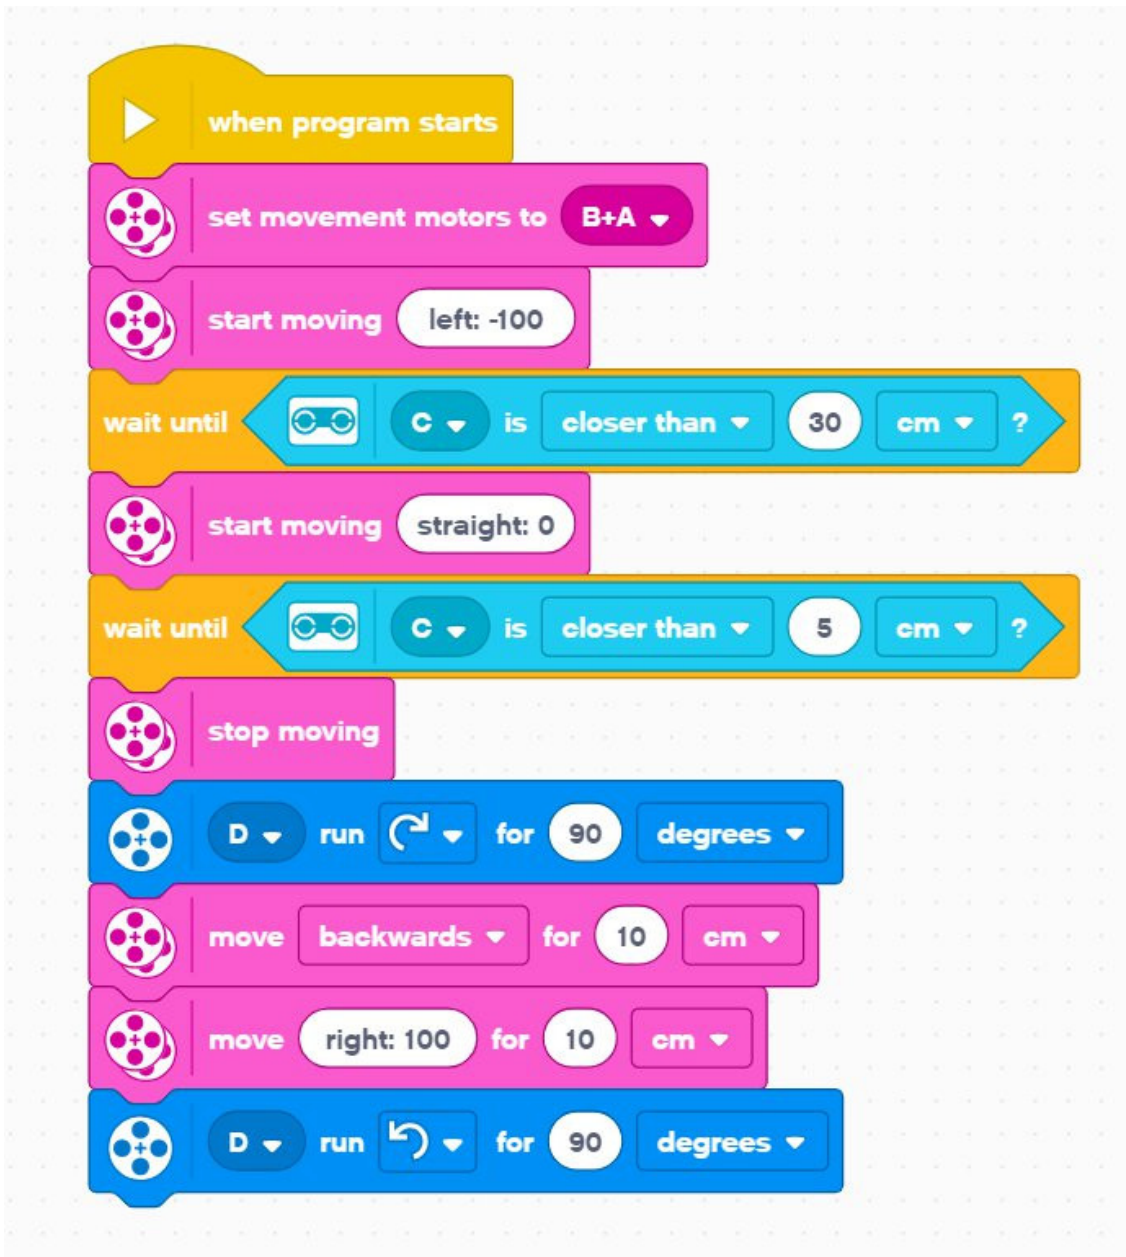 when program starts
set movement motors to B+A
start moving left: -100
wait until C is closer than 30 cm ?
start moving straight: 0
wait until C is closer than 5 cm ?
stop moving
D run for 90 degrees
move backwards for 10 cm
move right: 100 for 10 cm
D run for 90 degrees